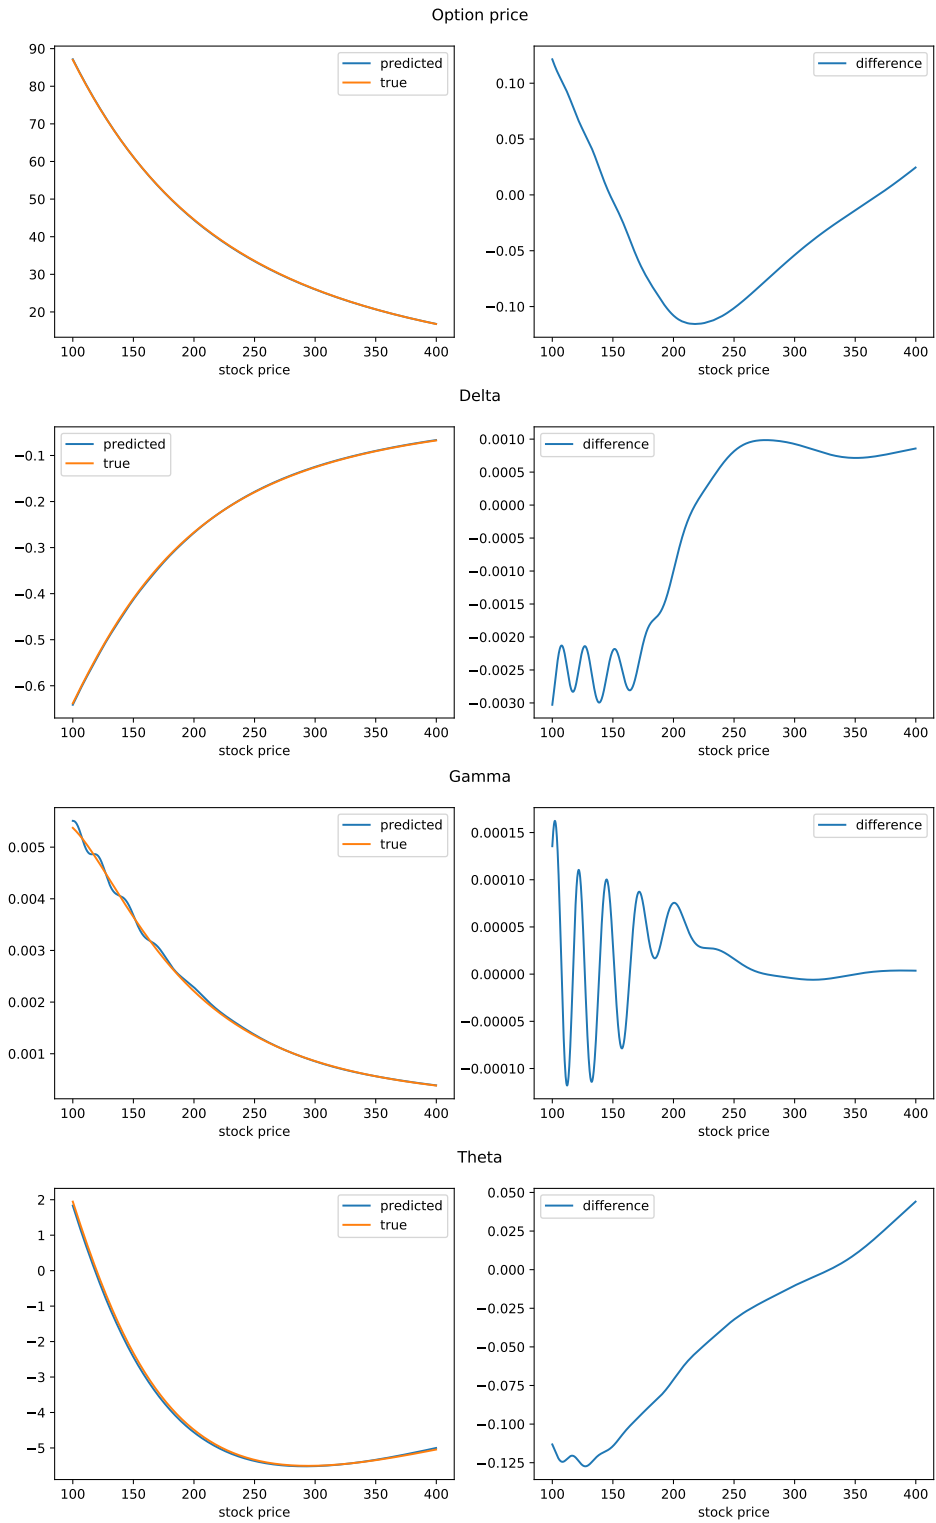 Option price
predicted
true
90
80
70
60
50
40
30
20
100 150 200 250 300 350 400
stock price
difference
0.10
0.05
0.00
−0.05
−0.10
100 150 200 250 300 350 400
stock price
Delta
predicted
true
−0.1
−0.2
−0.3
−0.4
−0.5
−0.6
100 150 200 250 300 350 400
stock price
difference
0.0010
0.0005
0.0000
−0.0005
−0.0010
−0.0015
−0.0020
−0.0025
−0.0030
100 150 200 250 300 350 400
stock price
Gamma
predicted
true
0.005
0.004
0.003
0.002
0.001
100 150 200 250 300 350 400
stock price
difference
0.00015
0.00010
0.00005
0.00000
−0.00005
−0.00010
100 150 200 250 300 350 400
stock price
Theta
predicted
true
2
1
0
−1
−2
−3
−4
−5
100 150 200 250 300 350 400
stock price
difference
0.050
0.025
0.000
−0.025
−0.050
−0.075
−0.100
−0.125
100 150 200 250 300 350 400
stock price